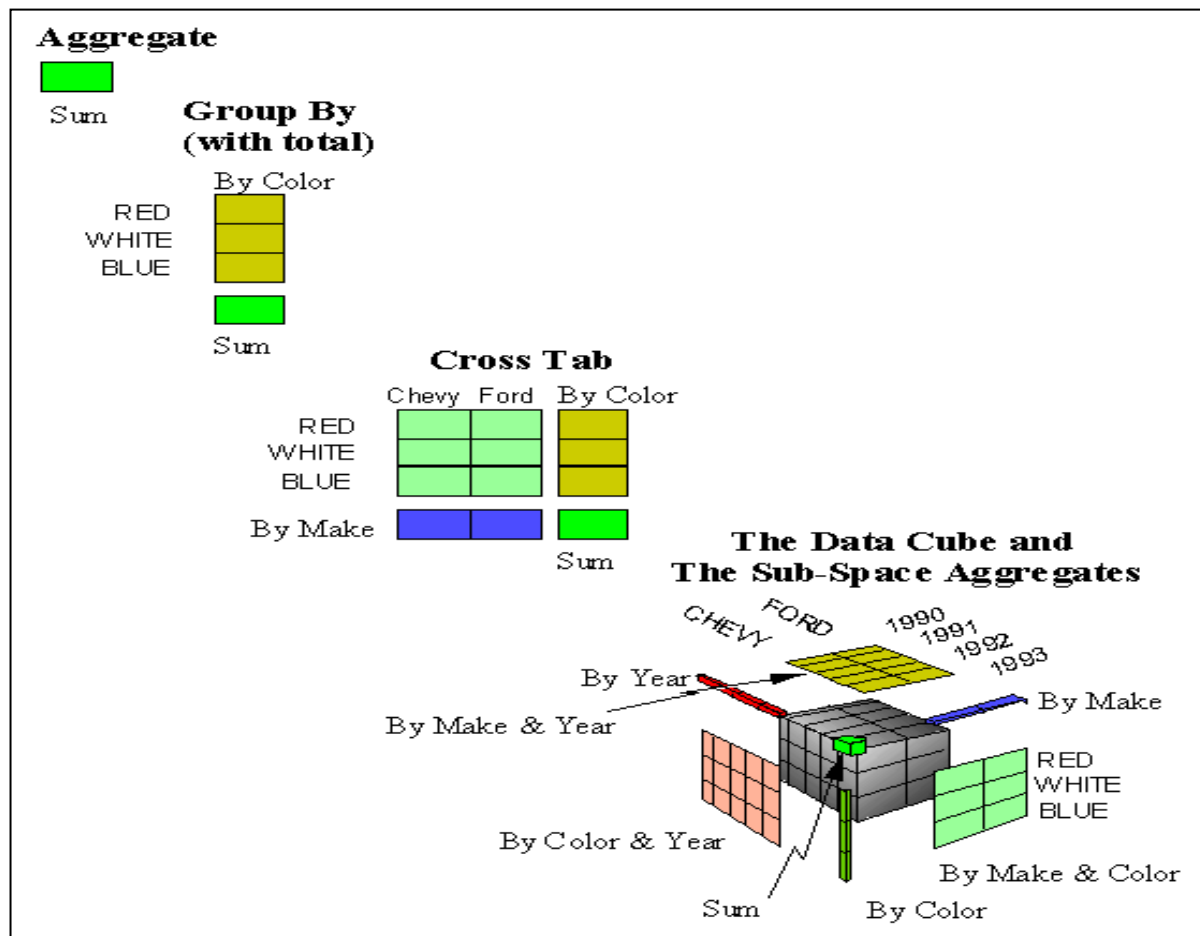 Aggregate
Sum
Group By
(with total)
By Color
RED
WHITE
BLUE
Sum
Cross Tab
Chevy Ford By Color
RED
WHITE
BLUE
By Make
Sum
The Data Cube and
The Sub-Space Aggregates
CHEVY
FORD
1990
1991
1992
1993
By Year
By Make
By Make & Year
RED
WHITE
BLUE
By Color & Year
By Make & Color
Sum
By Color